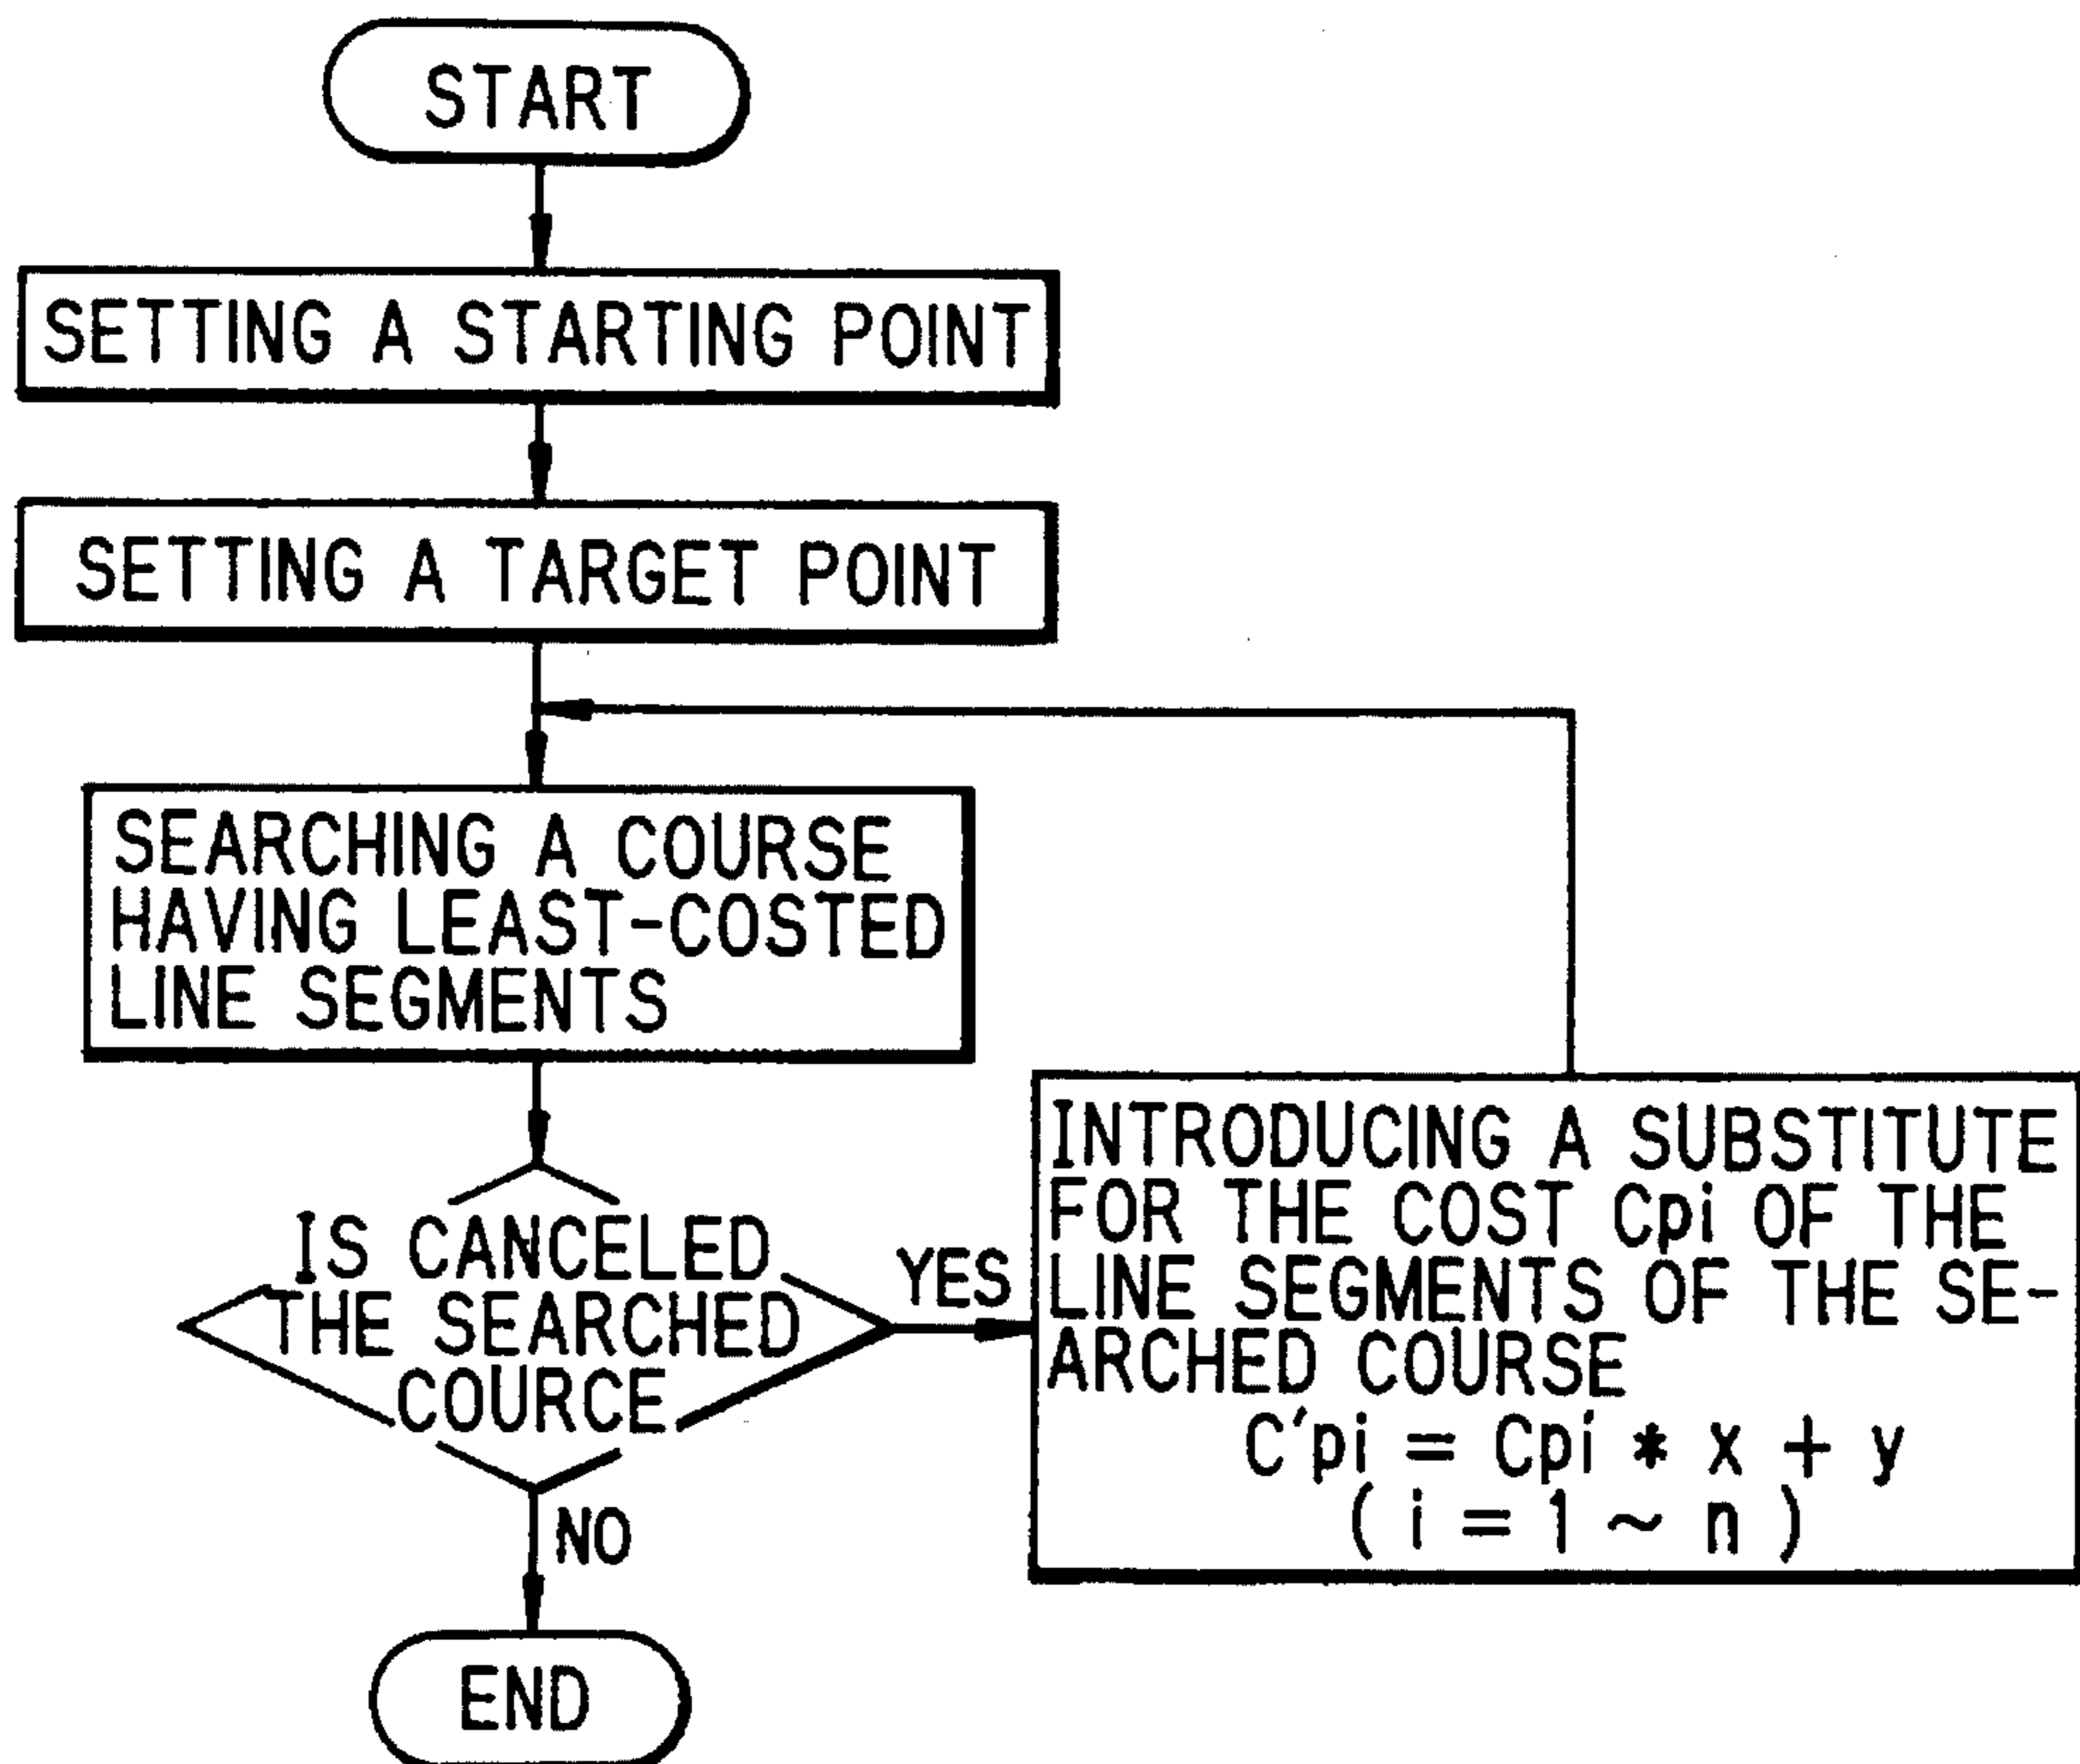 START
SETTING A STARTING POINT
SETTING A TARGET POINT
SEARCHING A COURSE
HAVING LEAST-COSTED
LINE SEGMENTS
IS CANCELED
THE SEARCHED
COURCE
YES
INTRODUCING A SUBSTITUTE
FOR THE COST Cpi OF THE
LINE SEGMENTS OF THE SE-
ARCHED COURSE
C'pi = Cpi * x + y
( i = 1 ~ n )
NO
END